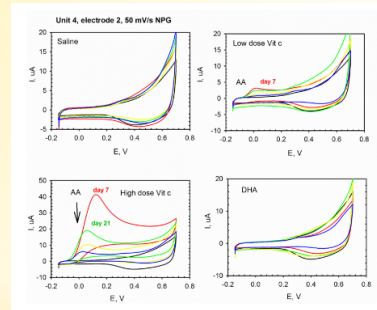 Unit 4, electrode 2, 50 mV/s NPG
Saline
I, uA
20
15
10
5
0
-5
-0.2 0.0 0.2 0.4 0.6 0.8
E, V
Low dose Vit c
AA
day 7
I, uA
20
15
10
5
0
-5
-10
-0.2 0.0 0.2 0.4 0.6 0.8
E, V
High dose Vit c
AA
day 7
day 21
I, uA
50
40
30
20
10
0
-10
-0.2 0.0 0.2 0.4 0.6 0.8
E, V
DHA
I, uA
20
10
0
-10
-0.2 0.0 0.2 0.4 0.6 0.8
E, V